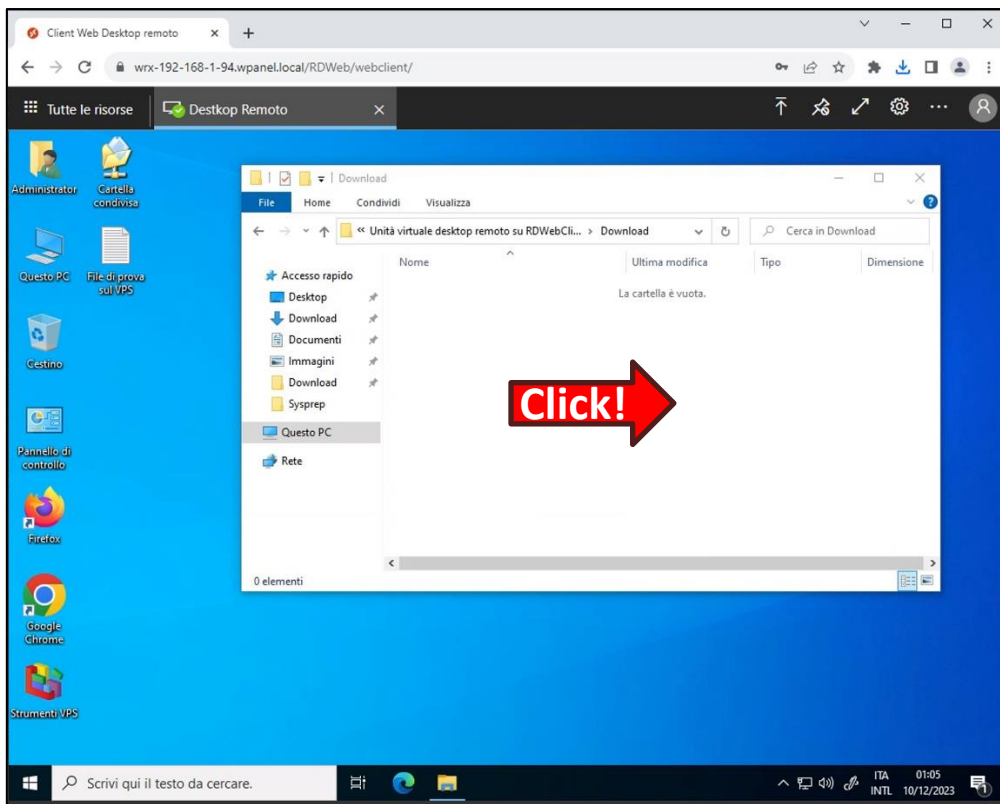 Client Web Desktop remoto
wrx-192-168-1-94.wpanel.local/RDWeb/webclient/
Tutte le risorse
Destkop Remoto
Administrator
Cartella
condivisa
Questo PC
File di prova
sul VPS
Cestino
Pannello di
controllo
Firefox
Google
Chrome
Strumenti VPS
Download
File Home Condividi Visualizza
« Unità virtuale desktop remoto su RDWebCli... › Download
Cerca in Download
Nome Ultima modifica Tipo Dimensione
La cartella è vuota.
Accesso rapido
Desktop
Download
Documenti
Immagini
Download
Sysprep
Questo PC
Rete
Click!
0 elementi
Scrivi qui il testo da cercare.
ITA 01:05
INTL 10/12/2023
1